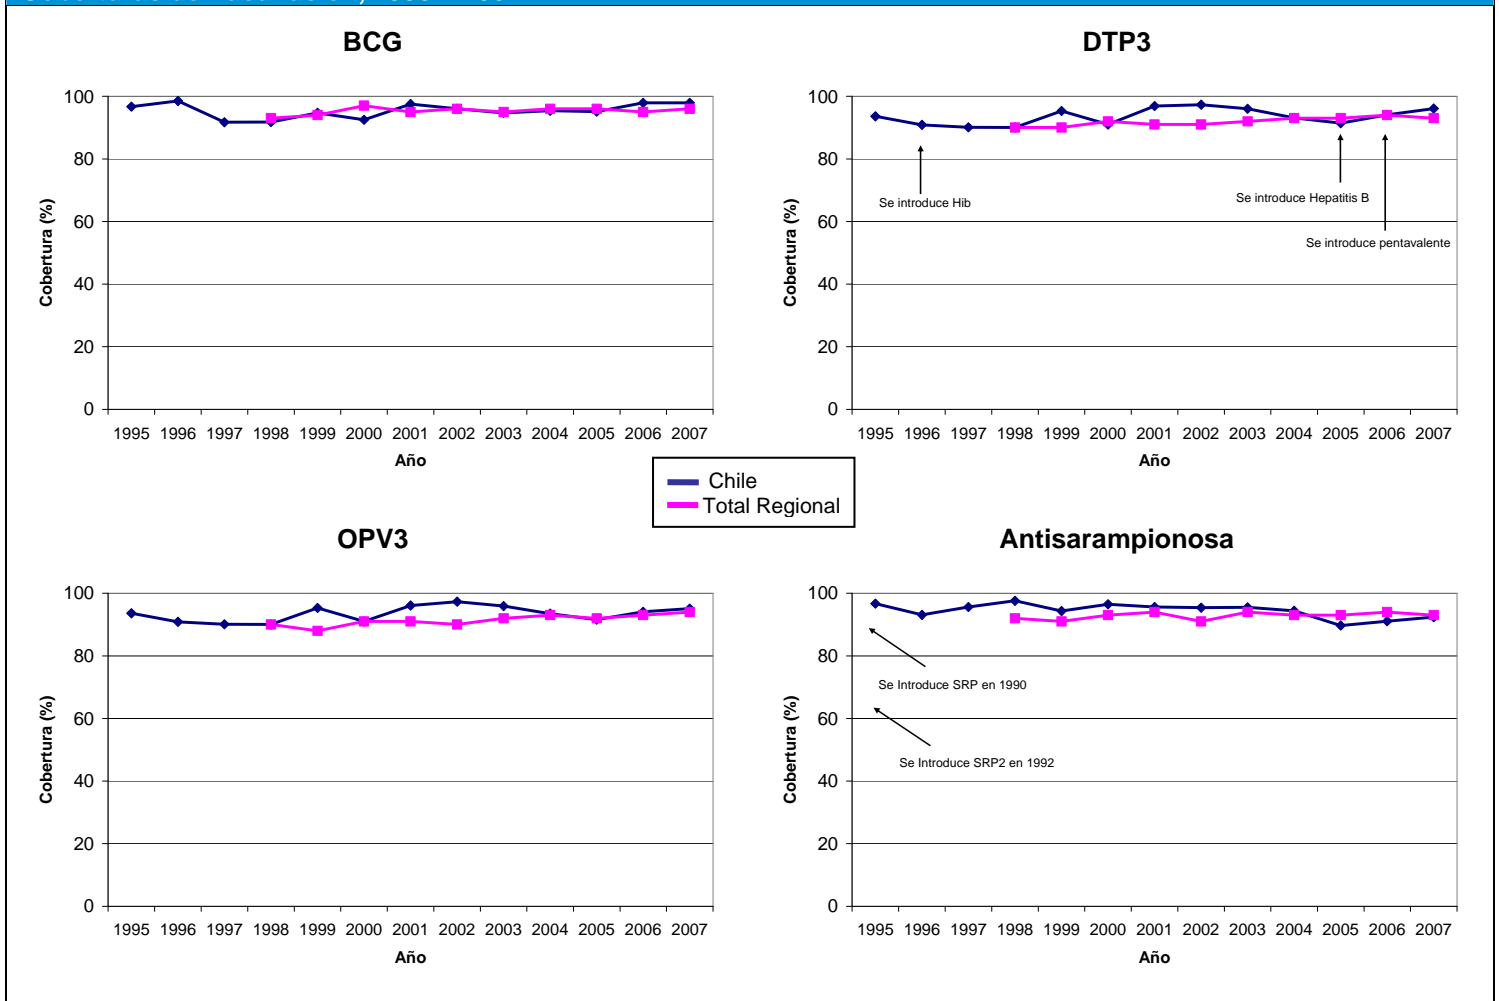 BCG
100
80
60
40
20
0
Cobertura (%)
1995 1996 1997 1998 1999 2000 2001 2002 2003 2004 2005 2006 2007
Año
DTP3
100
80
60
40
20
0
Cobertura (%)
Se introduce Hib
Se introduce Hepatitis B
Se introduce pentavalente
1995 1996 1997 1998 1999 2000 2001 2002 2003 2004 2005 2006 2007
Año
Chile
Total Regional
OPV3
100
80
60
40
20
0
Cobertura (%)
1995 1996 1997 1998 1999 2000 2001 2002 2003 2004 2005 2006 2007
Año
Antisarampionosa
100
80
60
40
20
0
Cobertura (%)
Se Introduce SRP en 1990
Se Introduce SRP2 en 1992
1995 1996 1997 1998 1999 2000 2001 2002 2003 2004 2005 2006 2007
Año